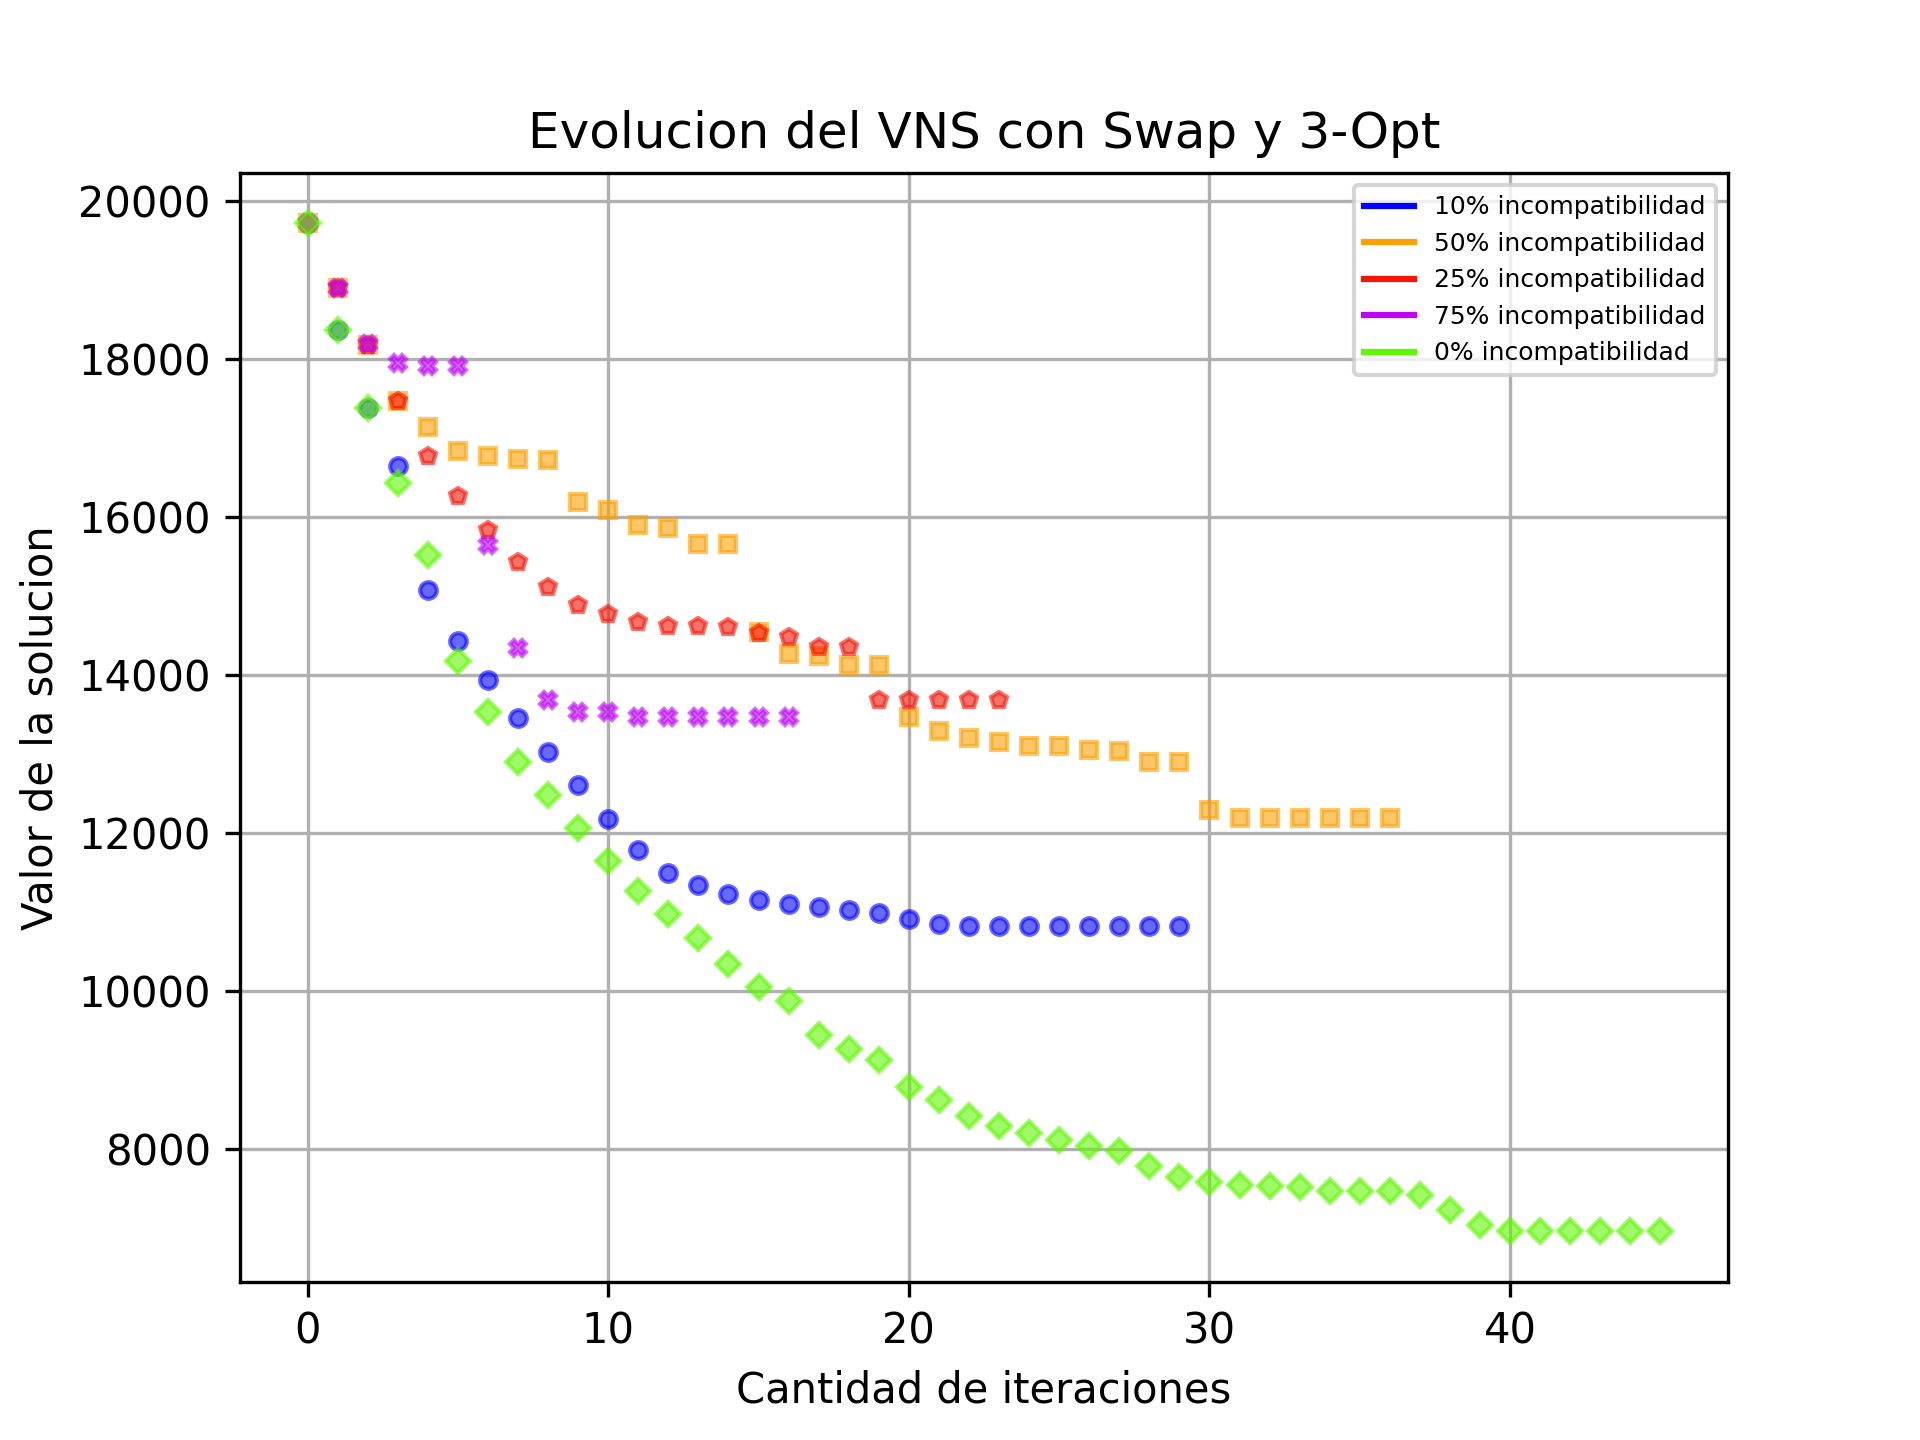 Evolucion del VNS con Swap y 3-Opt
20000
18000
16000
14000
12000
10000
8000
Valor de la solucion
10% incompatibilidad
50% incompatibilidad
25% incompatibilidad
75% incompatibilidad
0% incompatibilidad
0 10 20 30 40
Cantidad de iteraciones